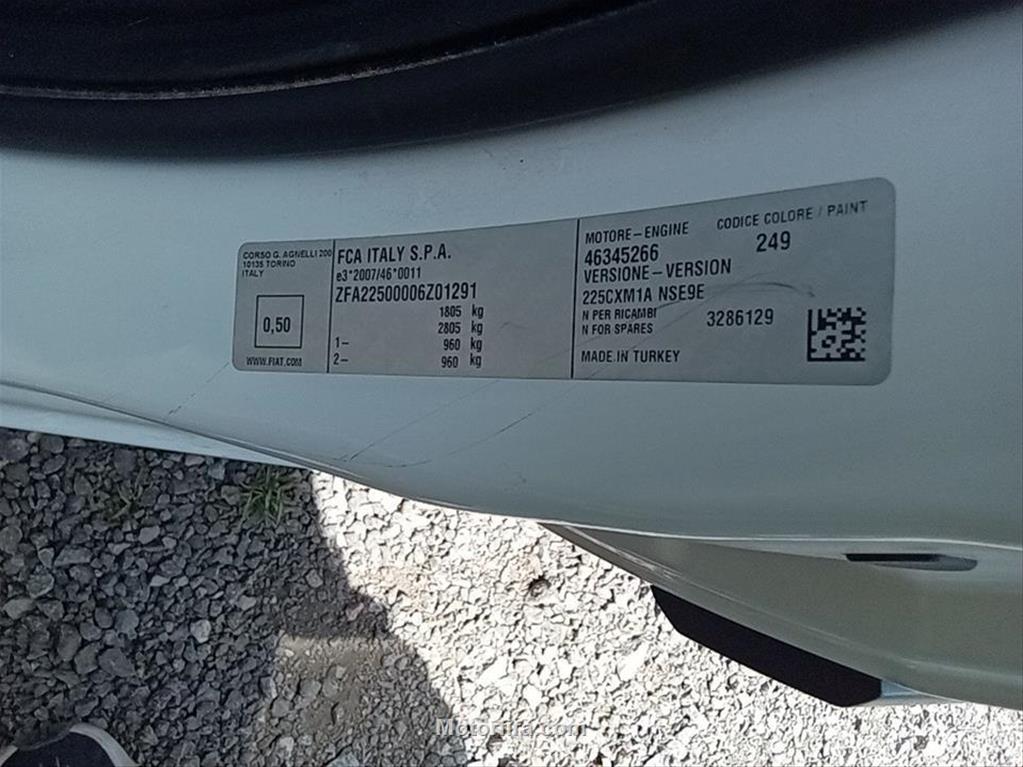 CORSO G. AGNELLI 200
10135 TORINO
ITALY
0,50
WWW.FIAT.COM
FCA ITALY S.P.A.
e3*2007/46*0011
ZFA22500006Z01291
1805 kg
2805 kg
1- 960 kg
2- 960 kg
MOTORE-ENGINE
46345266
VERSIONE-VERSION
225CXM1A NSE9E
N PER RICAMBI
N FOR SPARES
3286129
MADE IN TURKEY
CODICE COLORE / PAINT
249